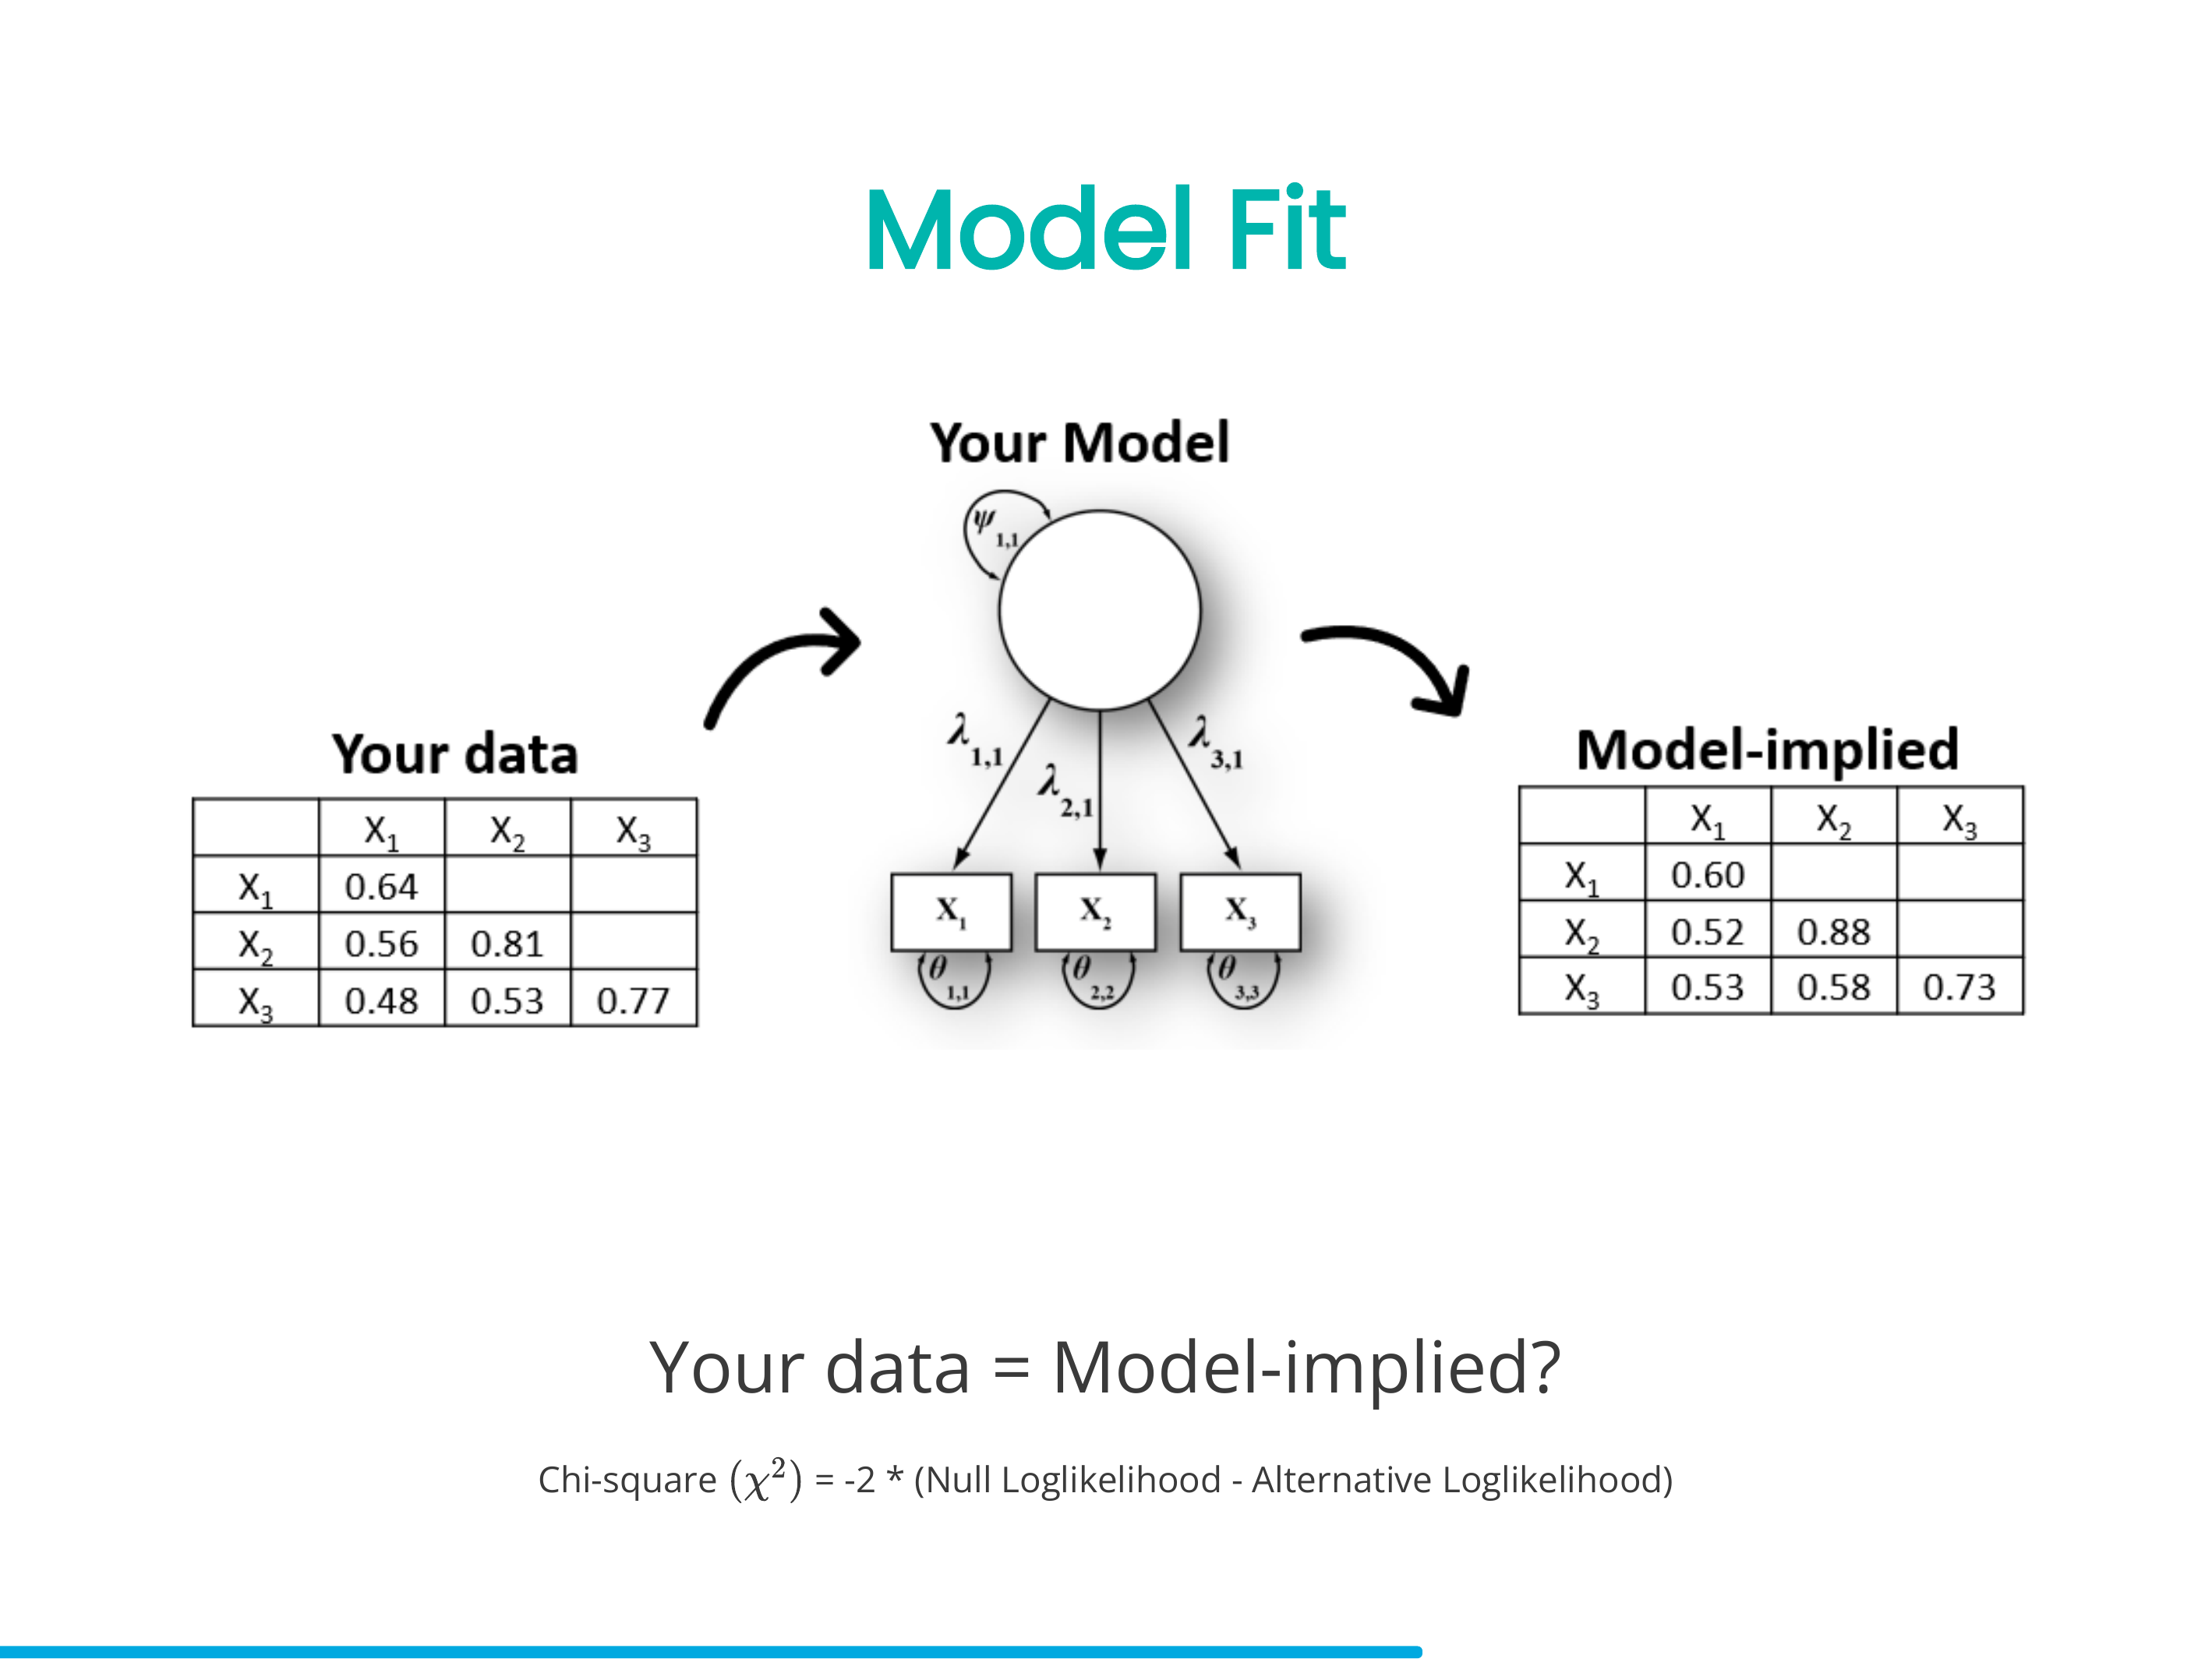 Model Fit
Your Model
ψ1,1
λ1,1
λ2,1
λ3,1
X1 X2 X3
θ1,1 θ2,2 θ3,3
Your data
X1 X2 X3
X1 0.64
X2 0.56 0.81
X3 0.48 0.53 0.77
Model-implied
X1 X2 X3
X1 0.60
X2 0.52 0.88
X3 0.53 0.58 0.73
Your data = Model-implied?
Chi-square (χ²) = -2 * (Null Loglikelihood - Alternative Loglikelihood)